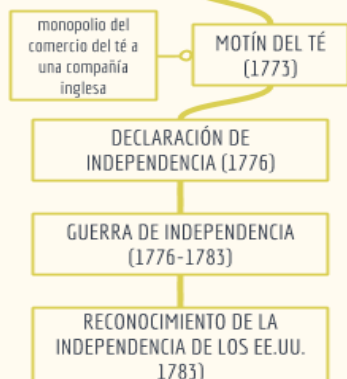 monopolio del
comercio del té a
una compañía
inglesa
MOTÍN DEL TÉ
(1773)
DECLARACIÓN DE
INDEPENDENCIA (1776)
GUERRA DE INDEPENDENCIA
(1776-1783)
RECONOCIMIENTO DE LA
INDEPENDENCIA DE LOS EE.UU.
1783)